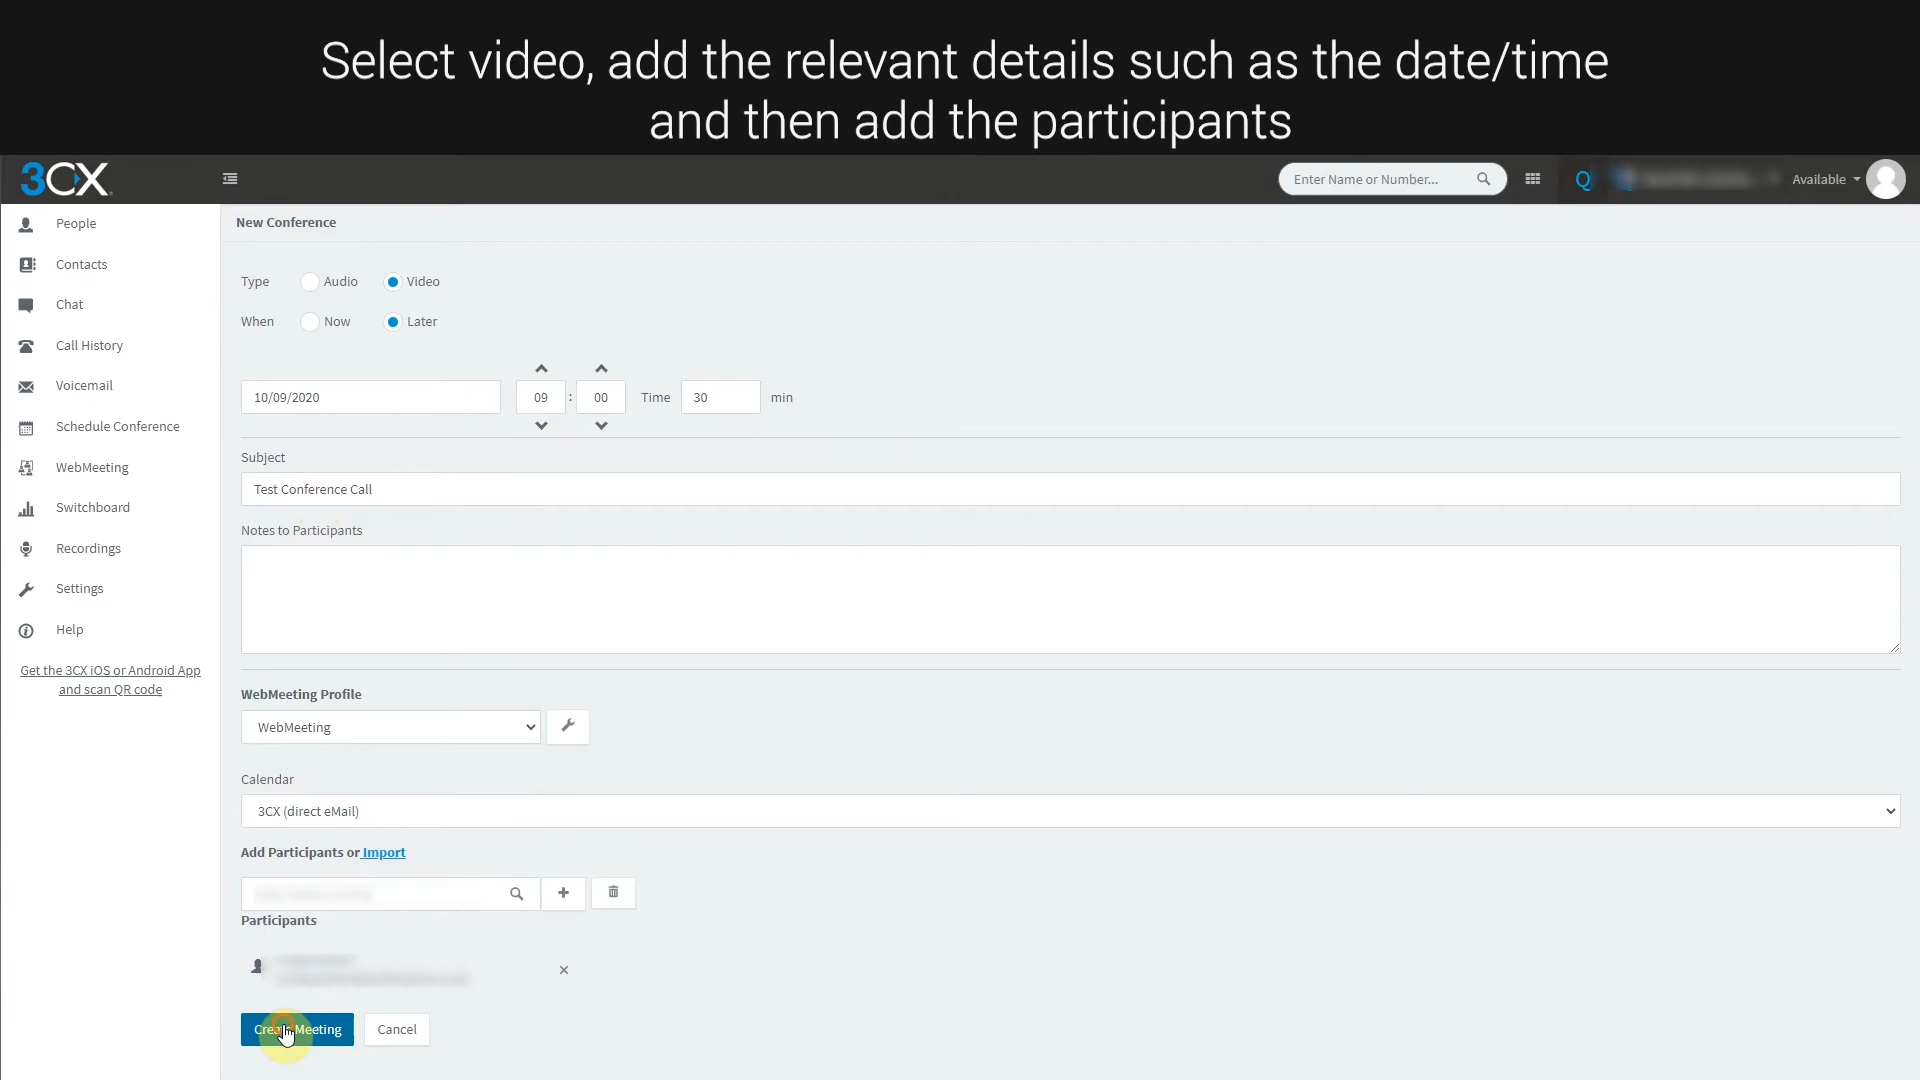 Select video, add the relevant details such as the date/time
and then add the participants
3CX
Enter Name or Number...
Q
Available
People
Contacts
Chat
Call History
Voicemail
Schedule Conference
WebMeeting
Switchboard
Recordings
Settings
Help
Get the 3CX iOS or Android App
and scan QR code
New Conference
Type Audio Video
When Now Later
10/09/2020 09 : 00 Time 30 min
Subject
Test Conference Call
Notes to Participants
WebMeeting Profile
WebMeeting
Calendar
3CX (direct eMail)
Add Participants or Import
Participants
Create Meeting Cancel